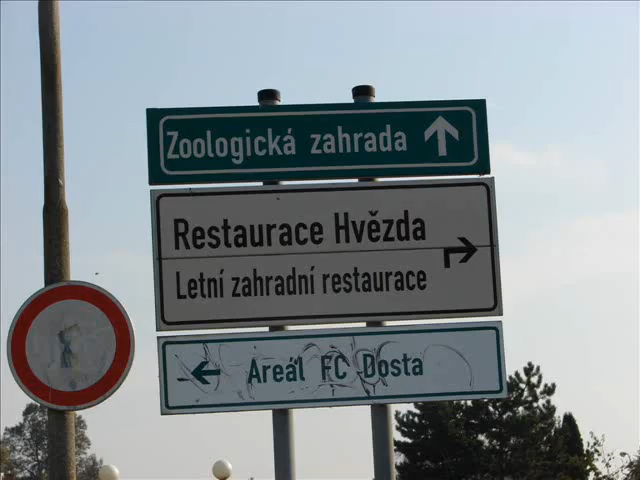 Zoologická zahrada
Restaurace Hvězda
Letní zahradní restaurace
Areál FC Dosta